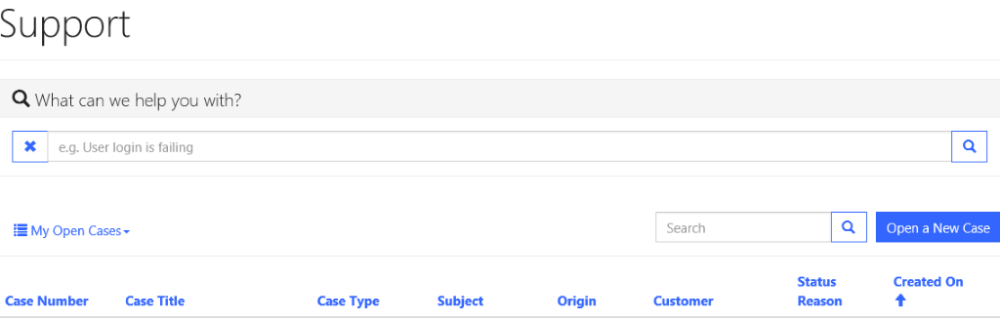 Support
What can we help you with?
e.g. User login is failing
My Open Cases
Search
Open a New Case
Case Number
Case Title
Case Type
Subject
Origin
Customer
Status
Reason
Created On